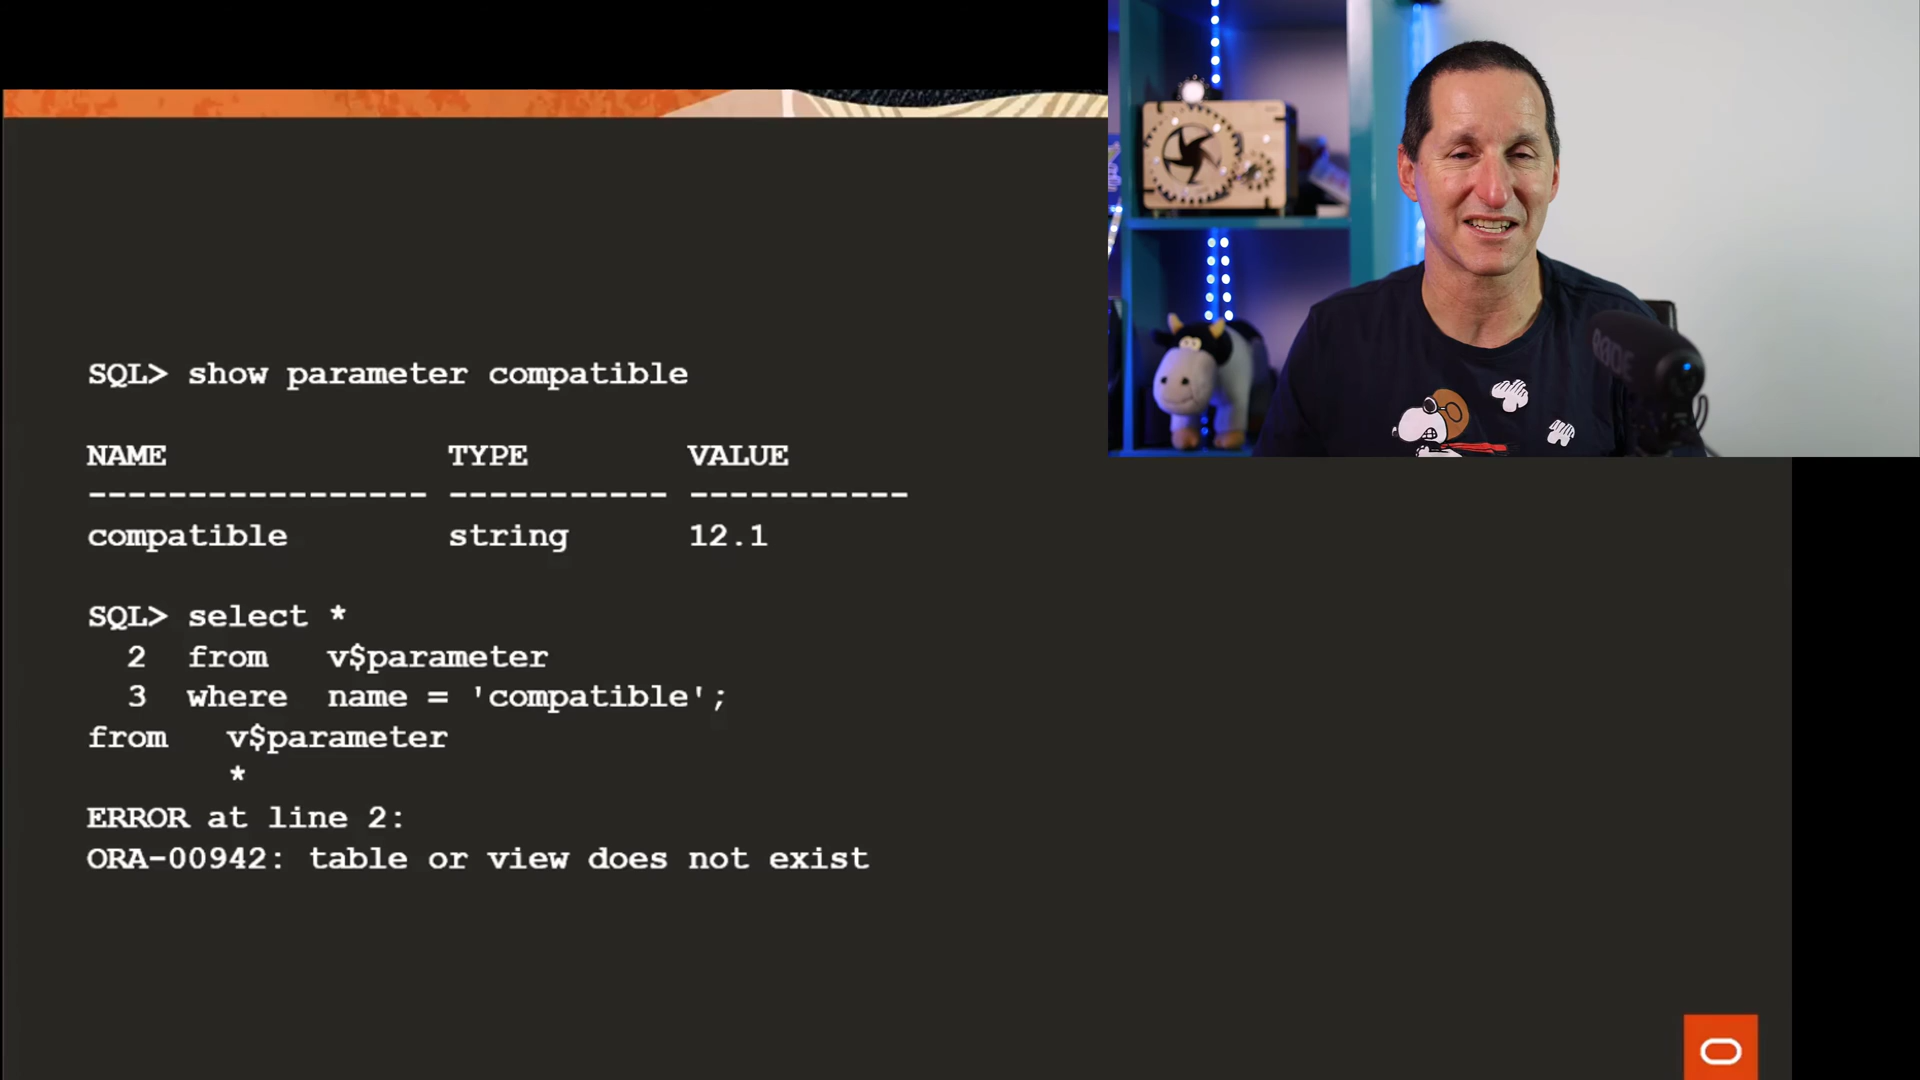 SQL> show parameter compatible
NAME TYPE VALUE
----------------- ----------- -----------
compatible string 12.1
SQL> select *
2 from v$parameter
3 where name = 'compatible';
from v$parameter
*
ERROR at line 2:
ORA-00942: table or view does not exist
RØDE